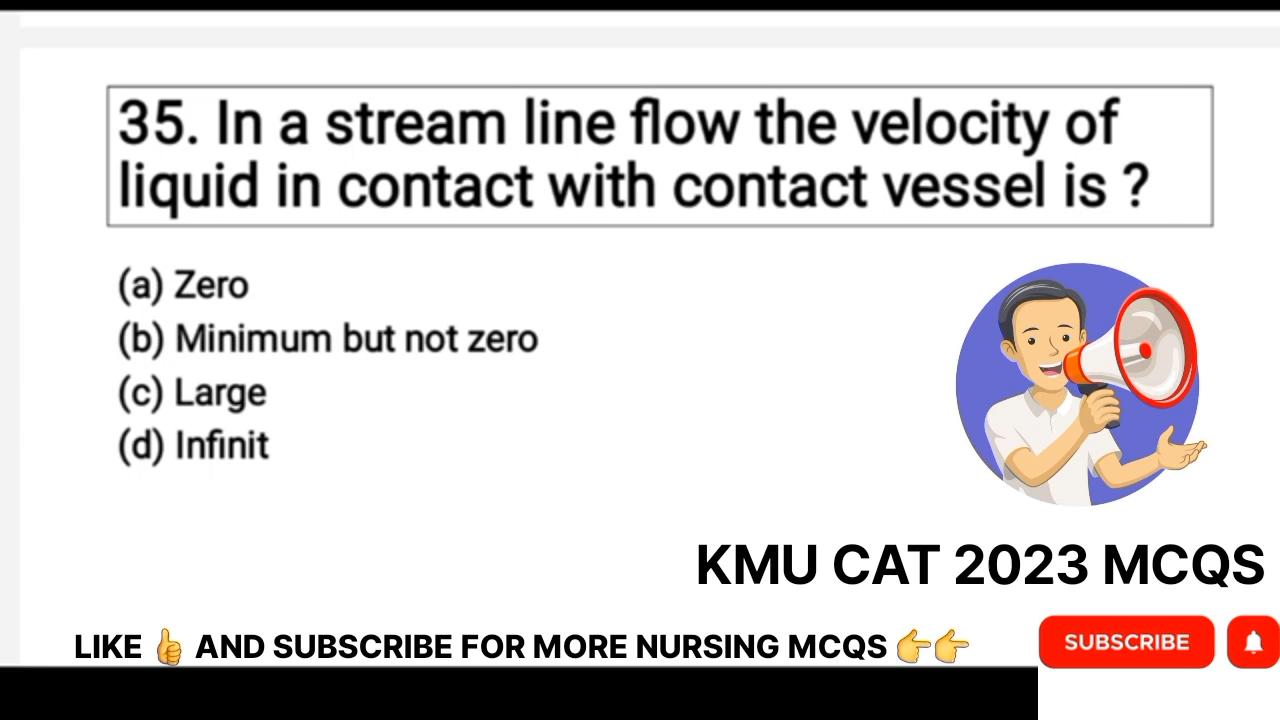 35. In a stream line flow the velocity of
liquid in contact with contact vessel is ?
(a) Zero
(b) Minimum but not zero
(c) Large
(d) Infinit
KMU CAT 2023 MCQS
LIKE 👍 AND SUBSCRIBE FOR MORE NURSING MCQS 👉👉
SUBSCRIBE